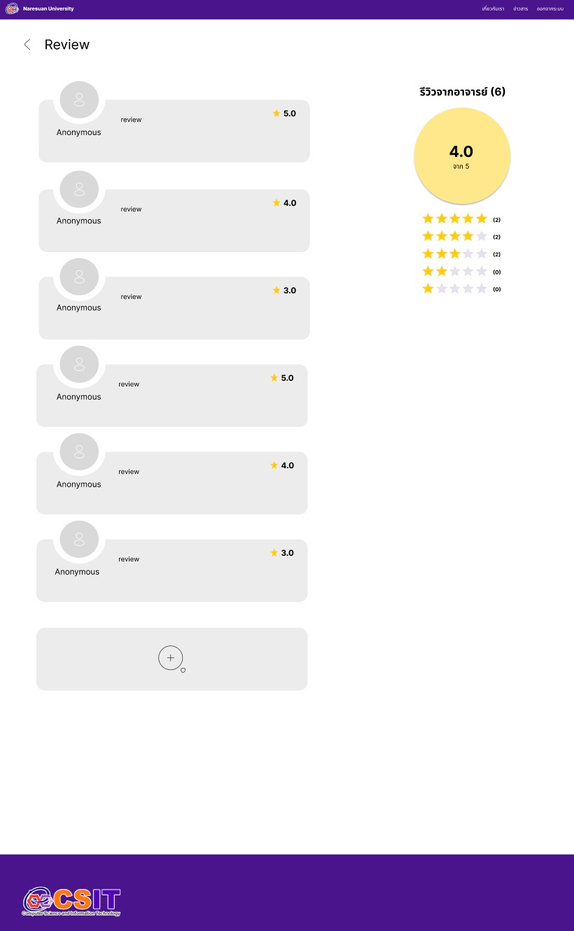 Naresuan University
เกี่ยวกับเรา ข่าวสาร ออกจากระบบ
Review
Anonymous
review
5.0
Anonymous
review
4.0
Anonymous
review
3.0
Anonymous
review
5.0
Anonymous
review
4.0
Anonymous
review
3.0
รีวิวจากอาจารย์ (6)
4.0
จาก 5
(2)
(2)
(2)
(0)
(0)
CSIT
Computer Science and Information Technology